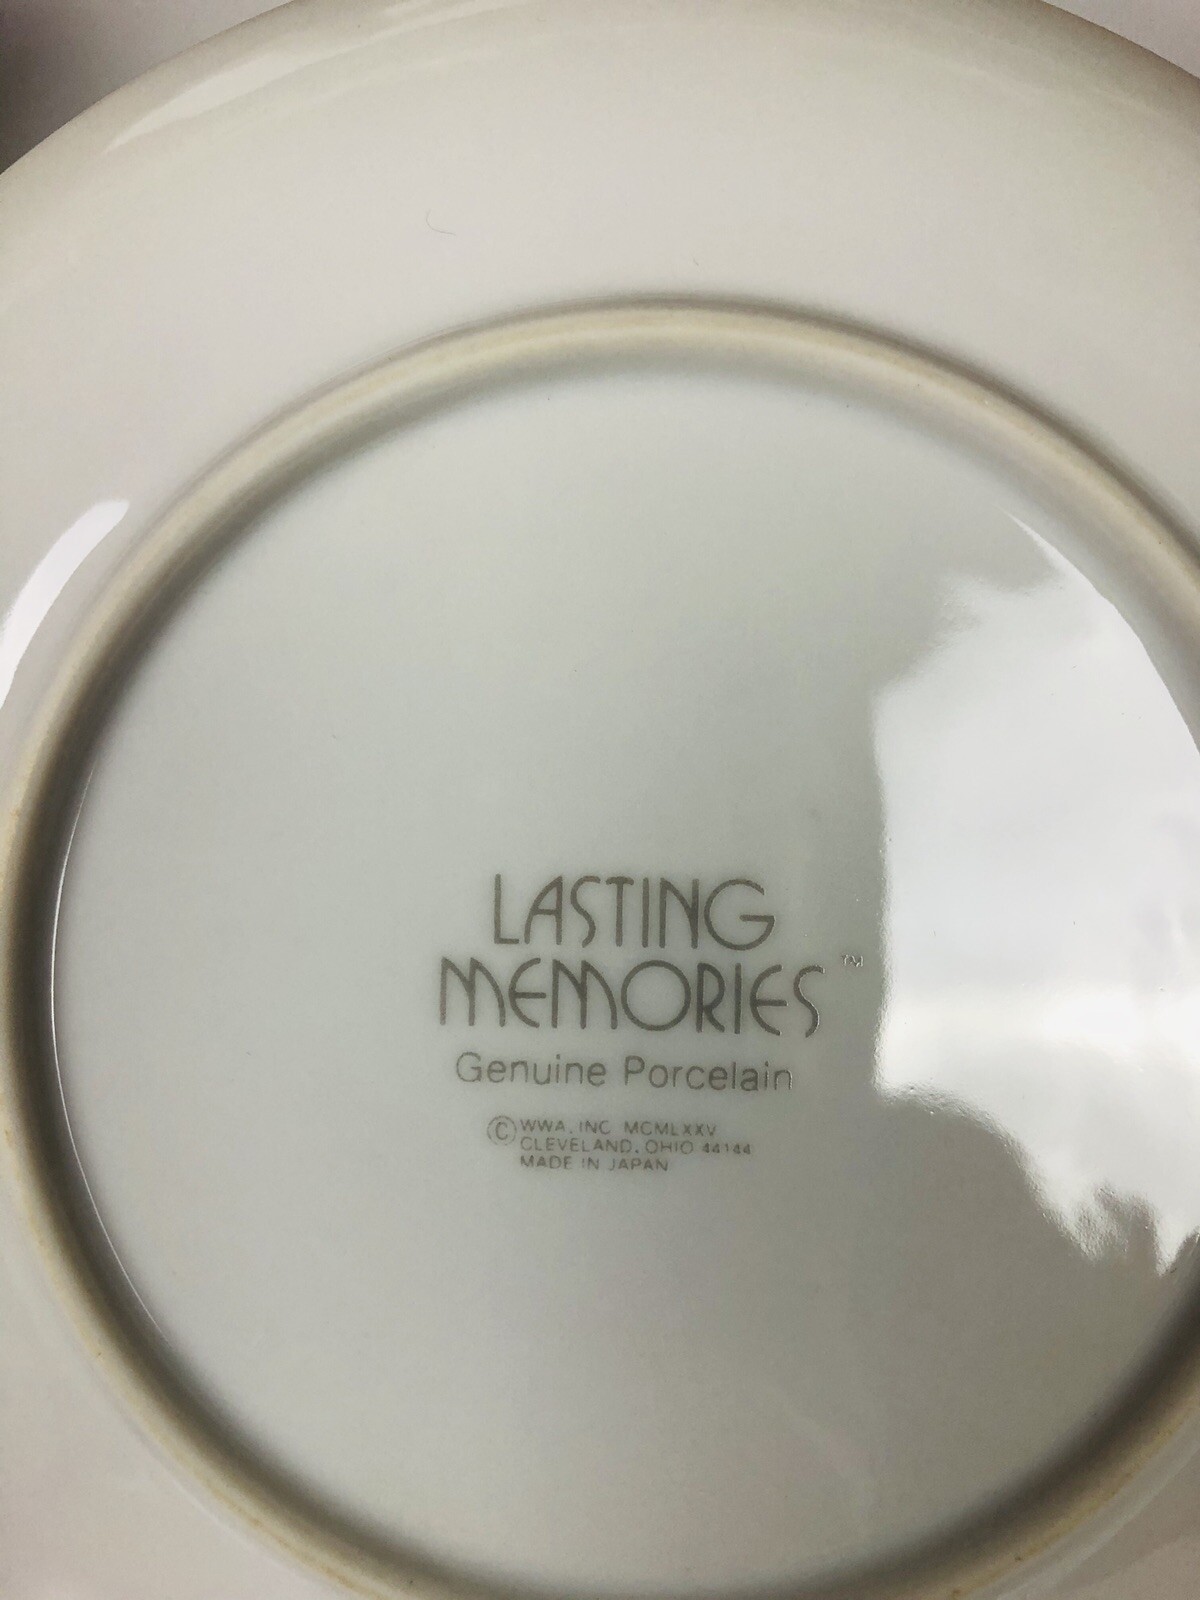 LASTING
MEMORIES™
Genuine Porcelain
© WWA, INC MCMLXXV
CLEVELAND, OHIO 44144
MADE IN JAPAN